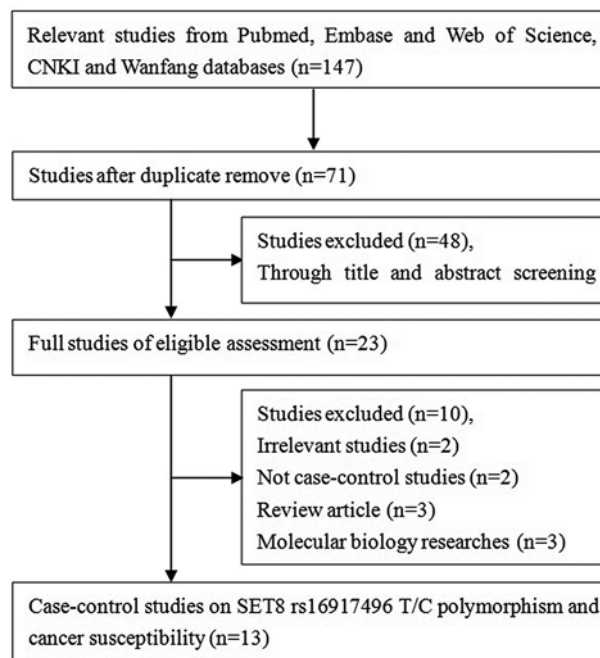 Relevant studies from Pubmed, Embase and Web of Science,
CNKI and Wanfang databases (n=147)
Studies after duplicate remove (n=71)
Studies excluded (n=48),
Through title and abstract screening
Full studies of eligible assessment (n=23)
Studies excluded (n=10),
Irrelevant studies (n=2)
Not case-control studies (n=2)
Review article (n=3)
Molecular biology researches (n=3)
Case-control studies on SET8 rs16917496 T/C polymorphism and
cancer susceptibility (n=13)